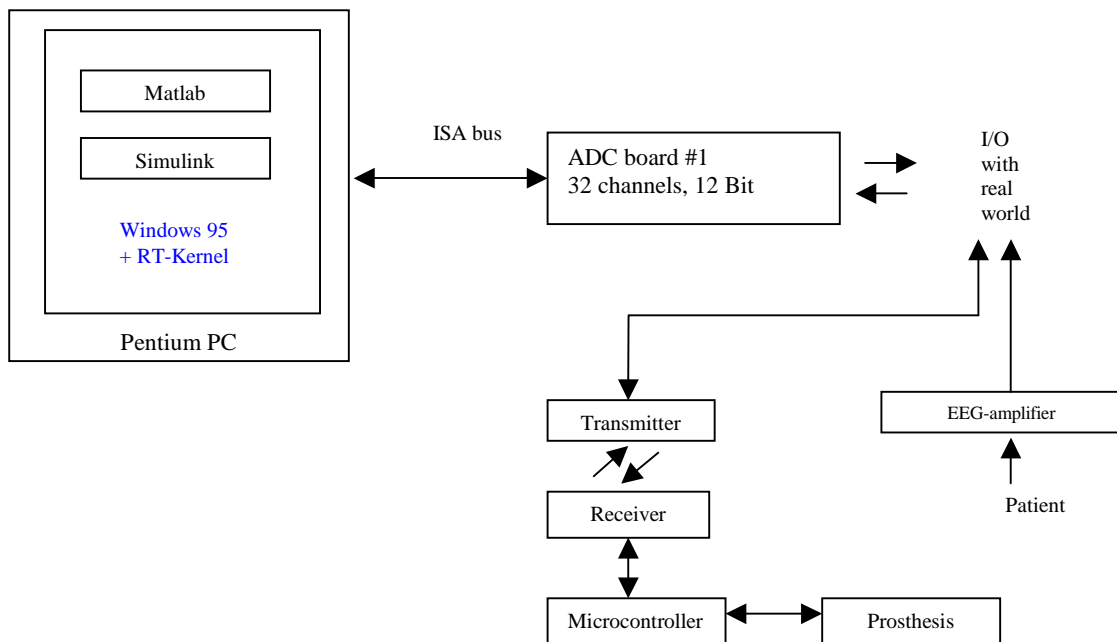 Matlab
Simulink
Windows 95
+ RT-Kernel
Pentium PC
ISA bus
ADC board #1
32 channels, 12 Bit
I/O
with
real
world
Transmitter
EEG-amplifier
Receiver
Patient
Microcontroller
Prosthesis